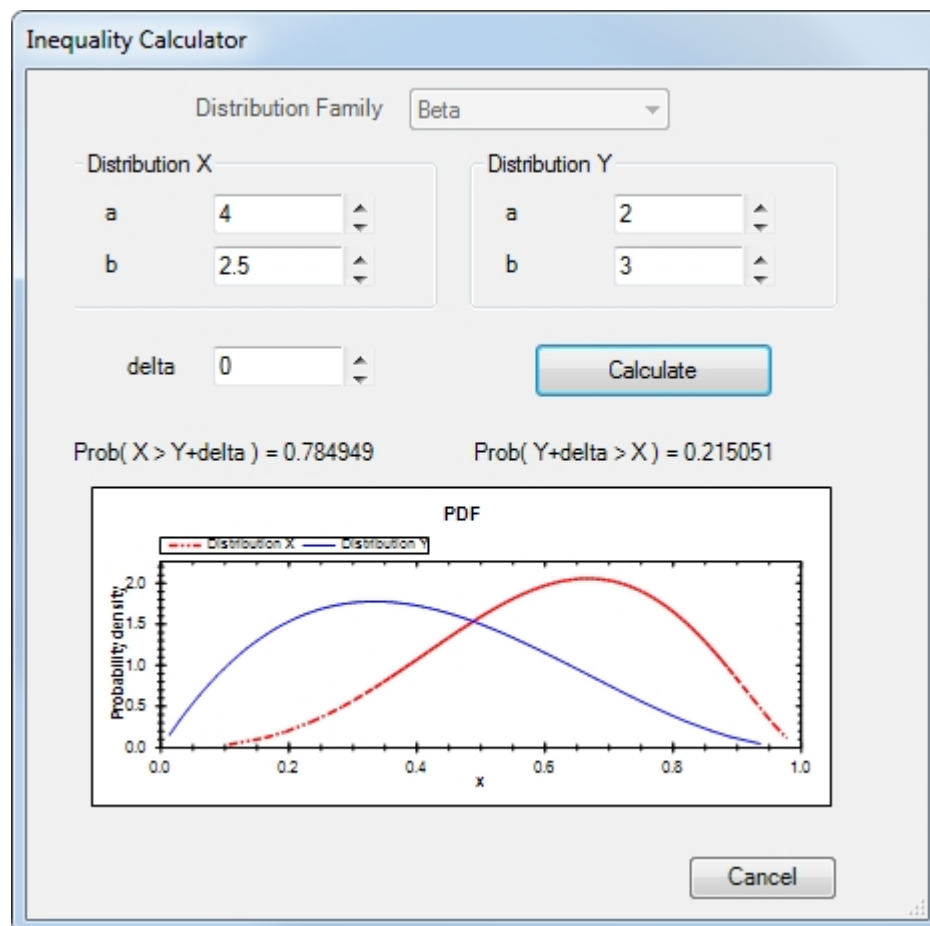 Inequality Calculator
Distribution Family Beta
Distribution X Distribution Y
a 4 a 2
b 2.5 b 3
delta 0 Calculate
Prob( X > Y+delta ) = 0.784949 Prob( Y+delta > X ) = 0.215051
PDF
Distribution X Distribution Y
Probability density
2.0
1.5
1.0
0.5
0.0
0.0 0.2 0.4 0.6 0.8 1.0
x
Cancel